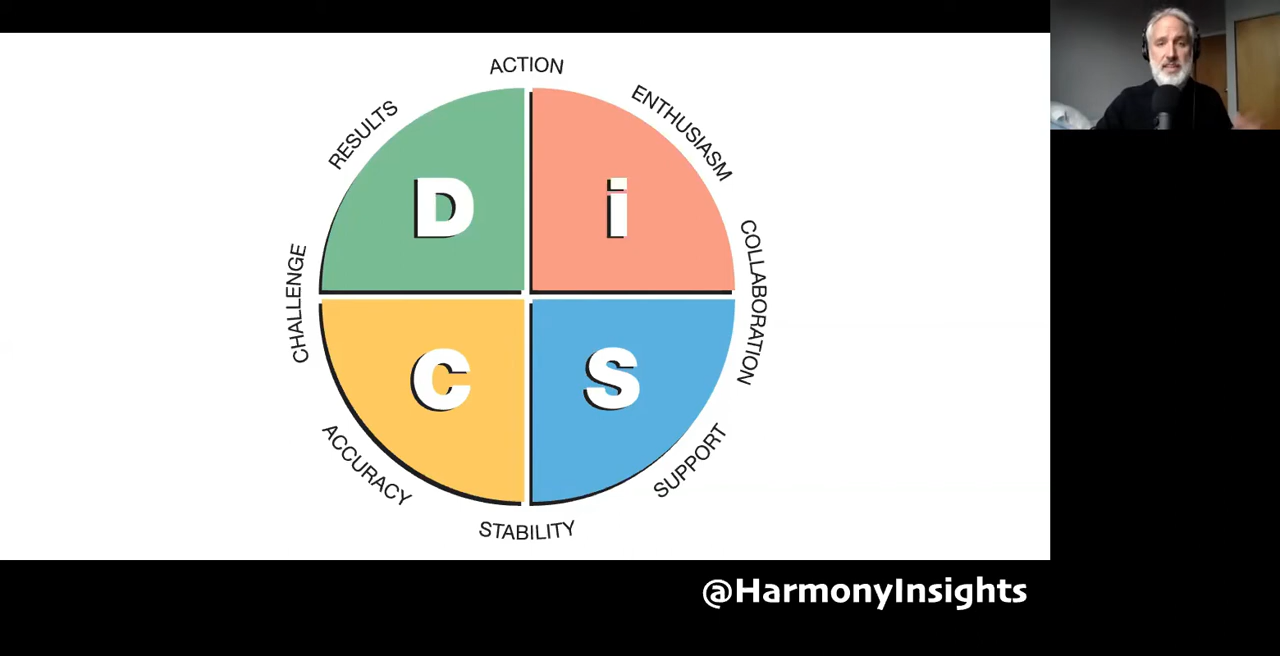 ACTION
RESULTS
ENTHUSIASM
D
i
CHALLENGE
COLLABORATION
C
S
ACCURACY
SUPPORT
STABILITY
@HarmonyInsights